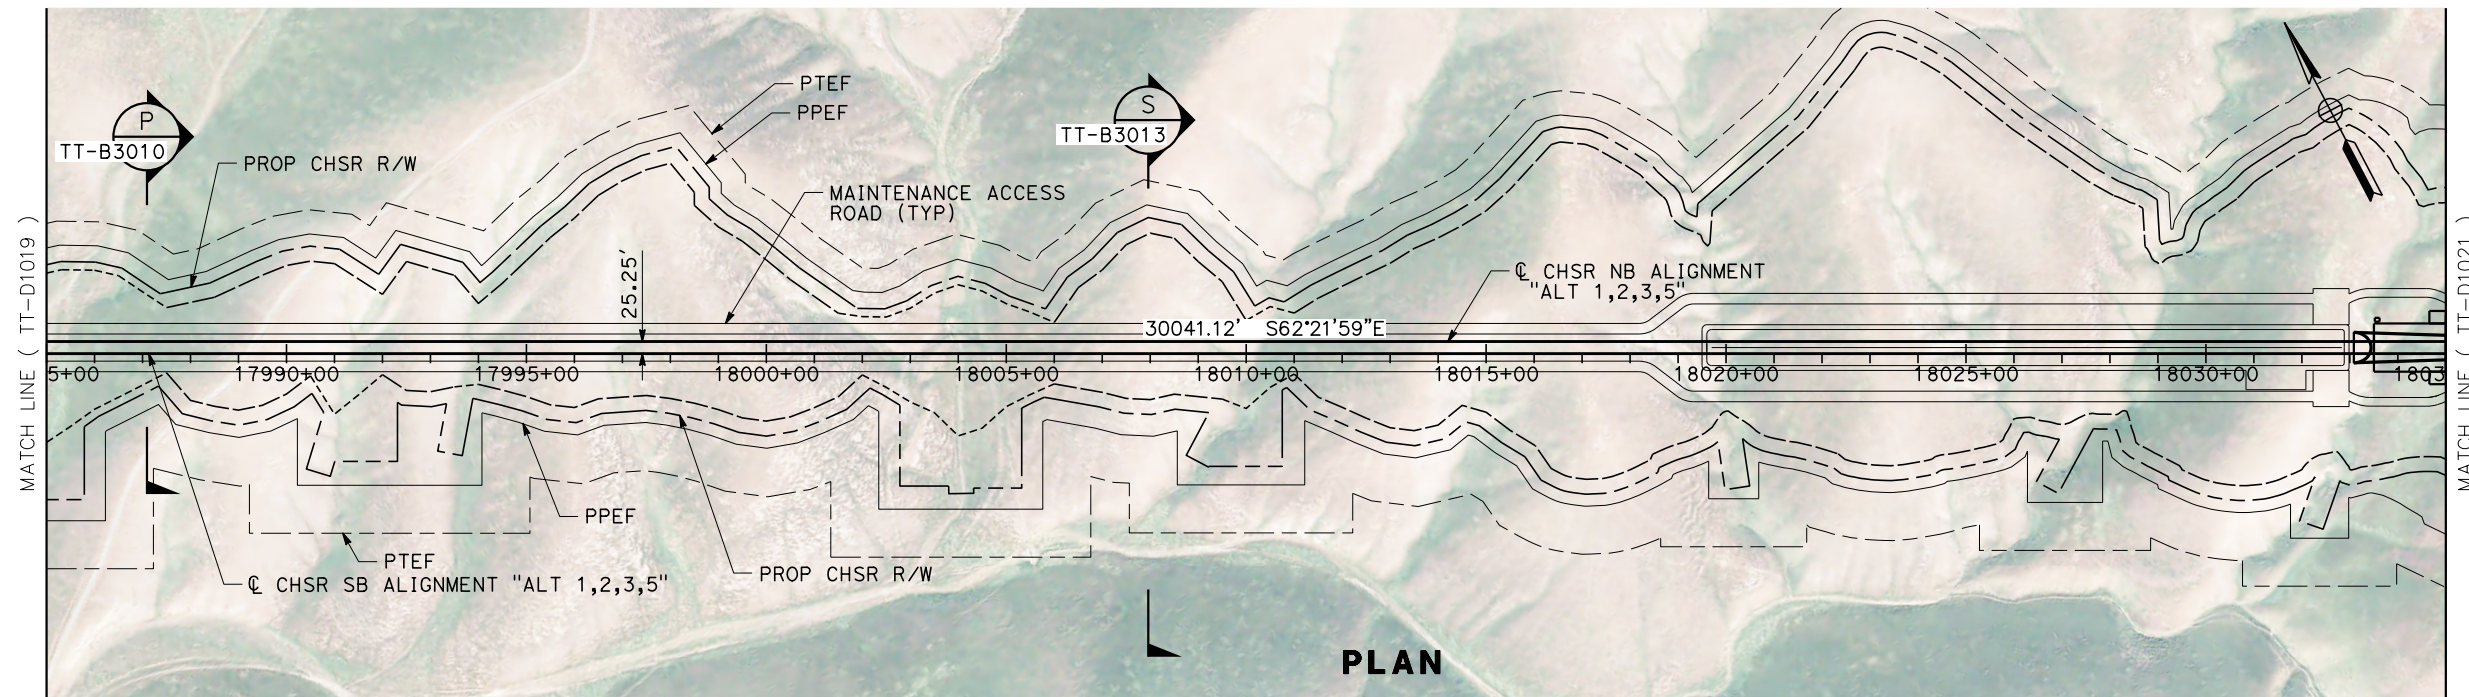 PTEF
PPEF
P
TT-B3010
S
TT-B3013
PROP CHSR R/W
MAINTENANCE ACCESS
ROAD (TYP)
MATCH LINE ( TT-D1019 )
25.25'
℄ CHSR NB ALIGNMENT
"ALT 1,2,3,5"
MATCH LINE ( TT-D1021 )
30041.12' S62°21'59"E
5+00 17990+00 17995+00 18000+00 18005+00 18010+00 18015+00 18020+00 18025+00 18030+00 1803
PPEF
PTEF
PROP CHSR R/W
℄ CHSR SB ALIGNMENT "ALT 1,2,3,5"
PLAN